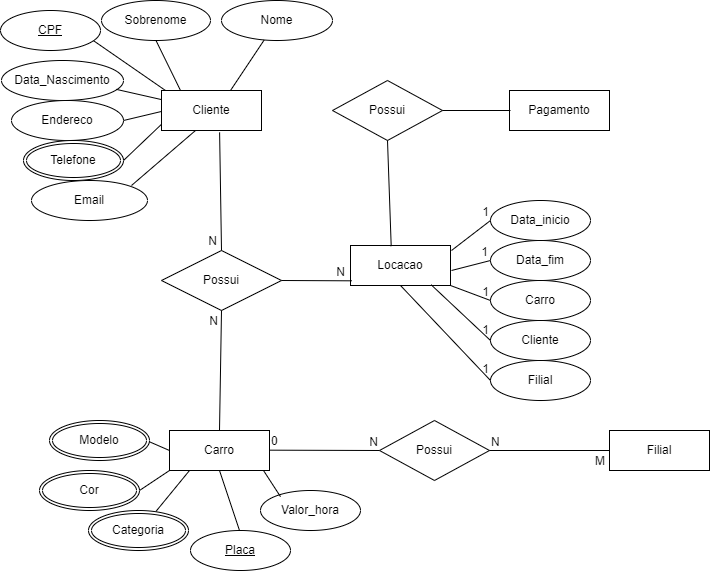 CPF
Sobrenome
Nome
Data_Nascimento
Endereco
Telefone
Email
Cliente
Possui
Pagamento
N
N
Possui
N
Locacao
1
Data_inicio
1
Data_fim
1
Carro
1
Cliente
1
Filial
Modelo
Cor
Categoria
Placa
Valor_hora
Carro
0
N
Possui
N
M
Filial